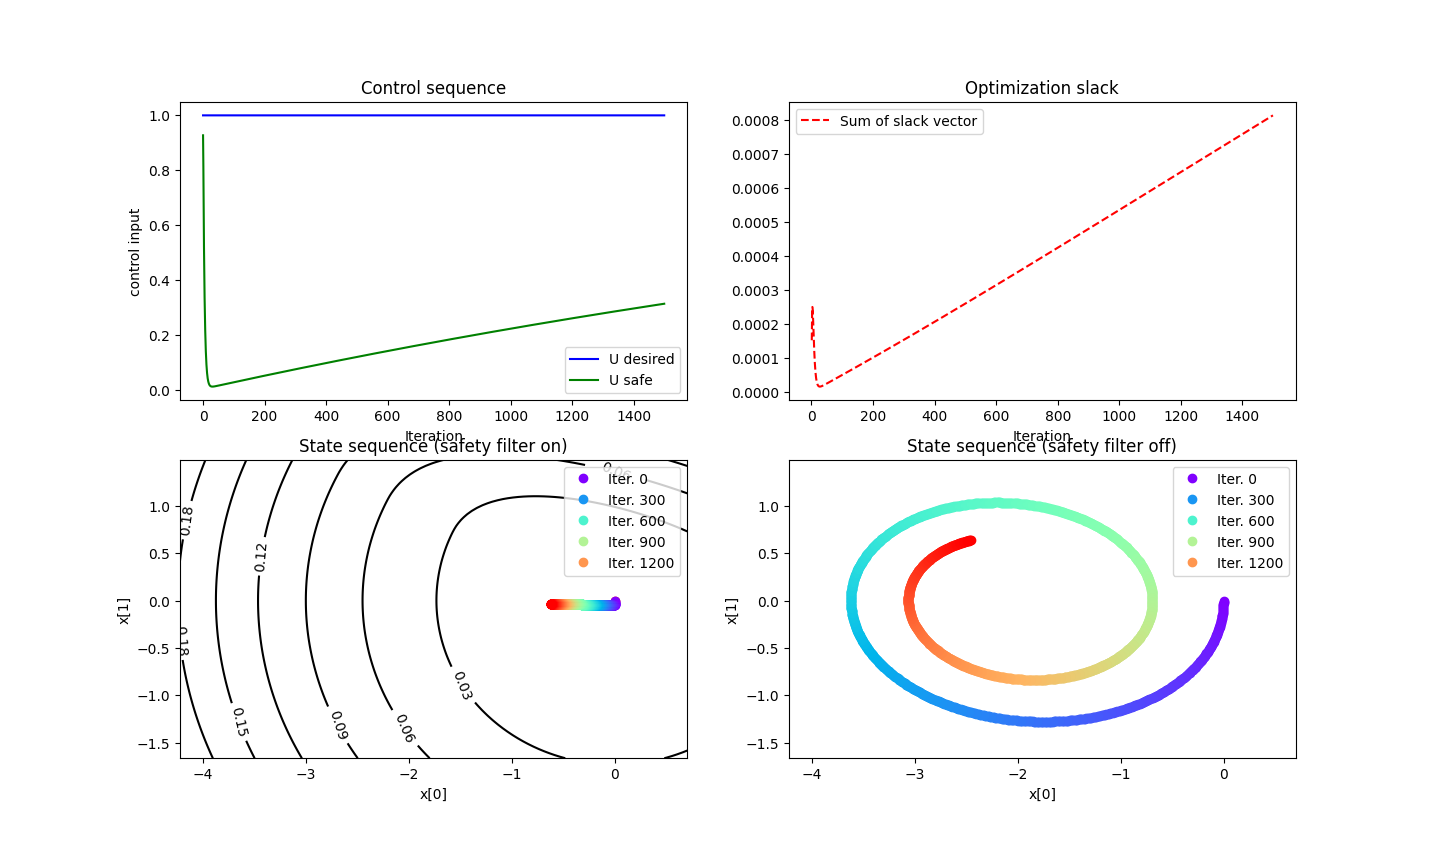 Control sequence
control input
1.0
0.8
0.6
0.4
0.2
0.0
U desired
U safe
0 200 400 600 800 1000 1200 1400
Iteration
Optimization slack
Sum of slack vector
0.0008
0.0007
0.0006
0.0005
0.0004
0.0003
0.0002
0.0001
0.0000
0 200 400 600 800 1000 1200 1400
Iteration
State sequence (safety filter on)
x[1]
1.0
0.5
0.0
−0.5
−1.0
−1.5
0.06
0.18
0.12
0.18
0.15
0.09
0.06
0.03
Iter. 0
Iter. 300
Iter. 600
Iter. 900
Iter. 1200
−4 −3 −2 −1 0
x[0]
State sequence (safety filter off)
x[1]
1.0
0.5
0.0
−0.5
−1.0
−1.5
Iter. 0
Iter. 300
Iter. 600
Iter. 900
Iter. 1200
−4 −3 −2 −1 0
x[0]